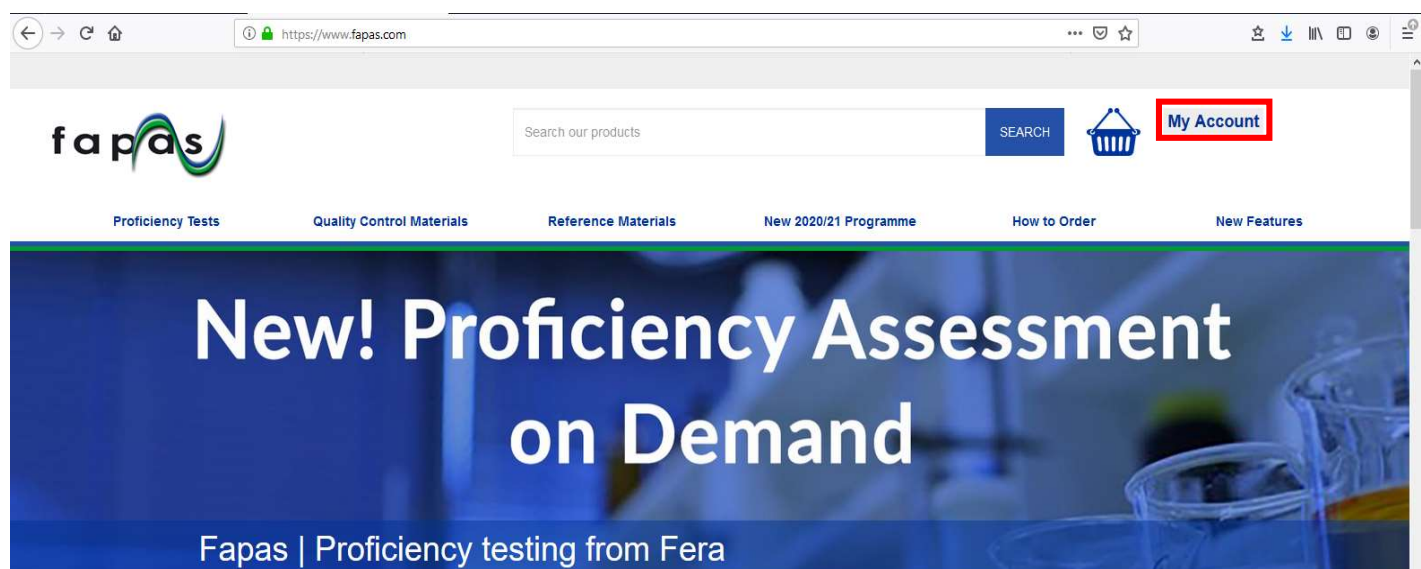 https://www.fapas.com
fapas
Search our products
SEARCH
My Account
Proficiency Tests
Quality Control Materials
Reference Materials
New 2020/21 Programme
How to Order
New Features
New! Proficiency Assessment
on Demand
Fapas | Proficiency testing from Fera